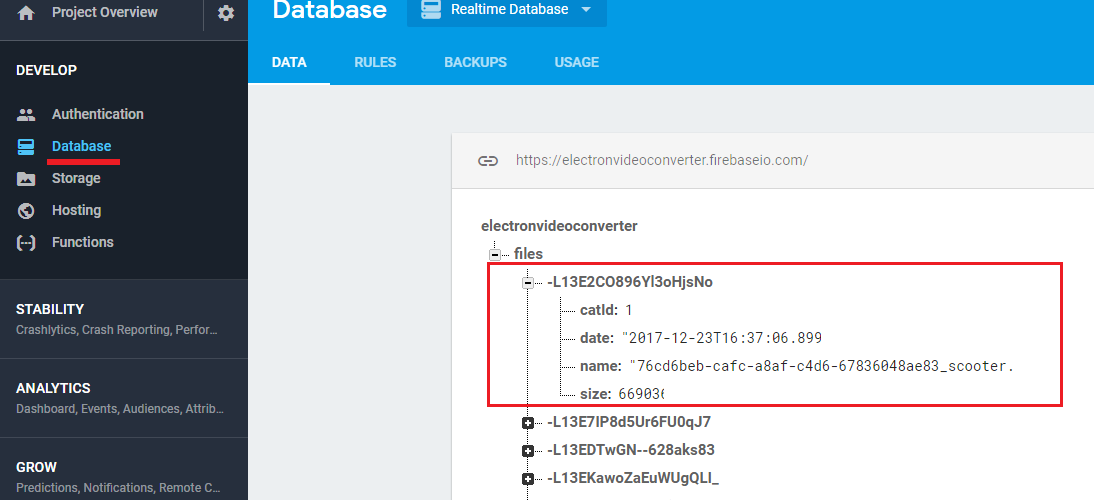 Project Overview
Database
Realtime Database
DATA
RULES
BACKUPS
USAGE
DEVELOP
Authentication
Database
Storage
Hosting
Functions
STABILITY
Crashlytics, Crash Reporting, Perfor...
ANALYTICS
Dashboard, Events, Audiences, Attrib...
GROW
Predictions, Notifications, Remote C...
https://electronvideoconverter.firebaseio.com/
electronvideoconverter
files
-L13E2CO896Yl3oHjsNo
catId: 1
date: "2017-12-23T16:37:06.899
name: "76cd6beb-cafc-a8af-c4d6-67836048ae83_scooter.
size: 669036
-L13E7IP8d5Ur6FU0qJ7
-L13EDTwGN--628aks83
-L13EKawoZaEuWUgQLI_